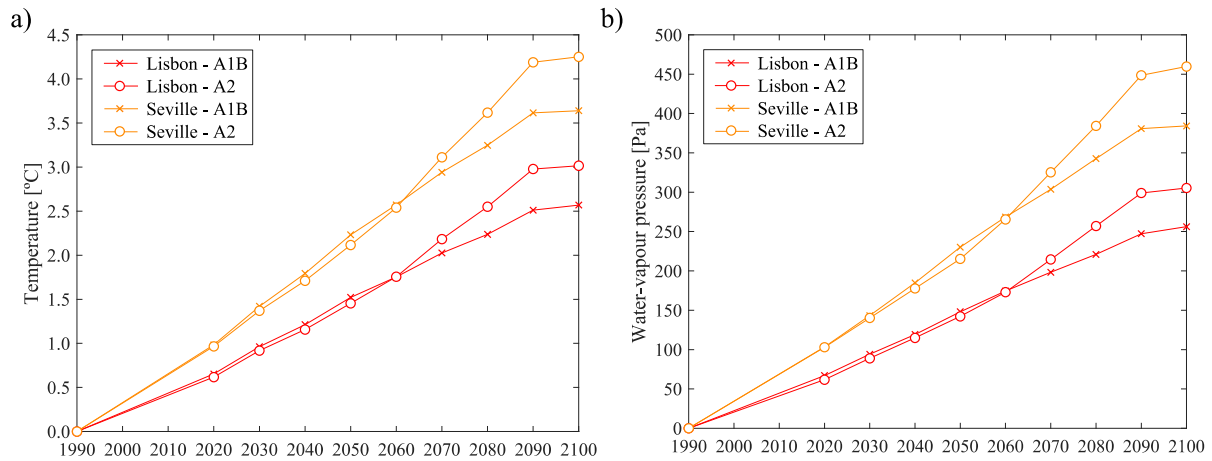 a)
4.5
4.0
3.5
3.0
2.5
2.0
1.5
1.0
0.5
0.0
Temperature [ºC]
Lisbon - A1B
Lisbon - A2
Seville - A1B
Seville - A2
1990 2000 2010 2020 2030 2040 2050 2060 2070 2080 2090 2100
b)
500
450
400
350
300
250
200
150
100
50
0
Water-vapour pressure [Pa]
Lisbon - A1B
Lisbon - A2
Seville - A1B
Seville - A2
1990 2000 2010 2020 2030 2040 2050 2060 2070 2080 2090 2100